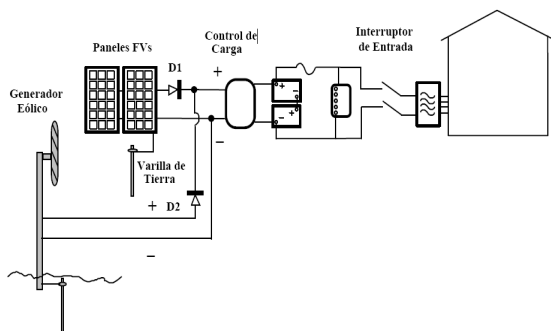 Paneles FVs
D1
Control de
Carga
Interruptor
de Entrada
Generador
Eólico
+
−
+
−
−
+
Varilla de
Tierra
+
D2
−